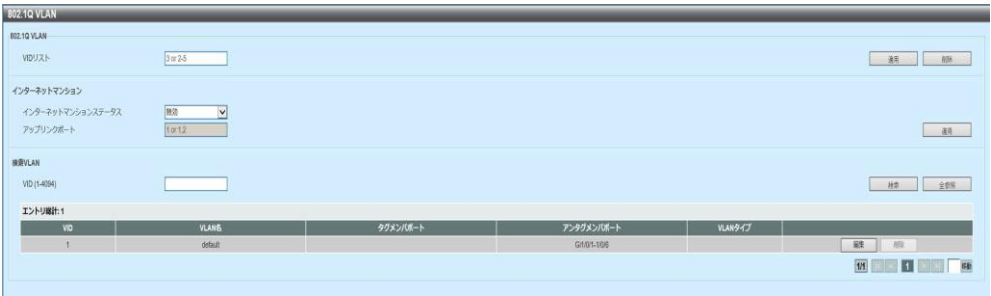 802.1Q VLAN
802.1Q VLAN
VIDリスト 3 or 2-5 適用 削除
インターネットマンション
インターネットマンションステータス 無効
アップリンクポート 1 or 1,2 適用
検索VLAN
VID (1-4094) 検索 全参照
エントリ総計: 1
VID VLAN名 タグメンバポート アンタグメンバポート VLANタイプ
1 default Gi1/0/1-1/0/6 編集 削除
1/1 |< < 1 > >| 移動